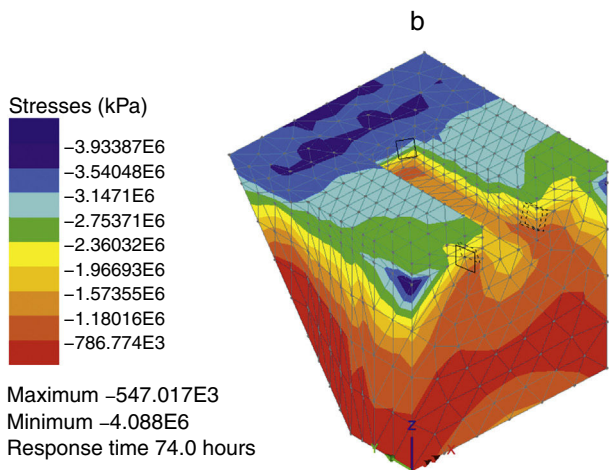 b
Stresses (kPa)
−3.93387E6
−3.54048E6
−3.1471E6
−2.75371E6
−2.36032E6
−1.96693E6
−1.57355E6
−1.18016E6
−786.774E3
Maximum −547.017E3
Minimum −4.088E6
Response time 74.0 hours
Z
Y
X